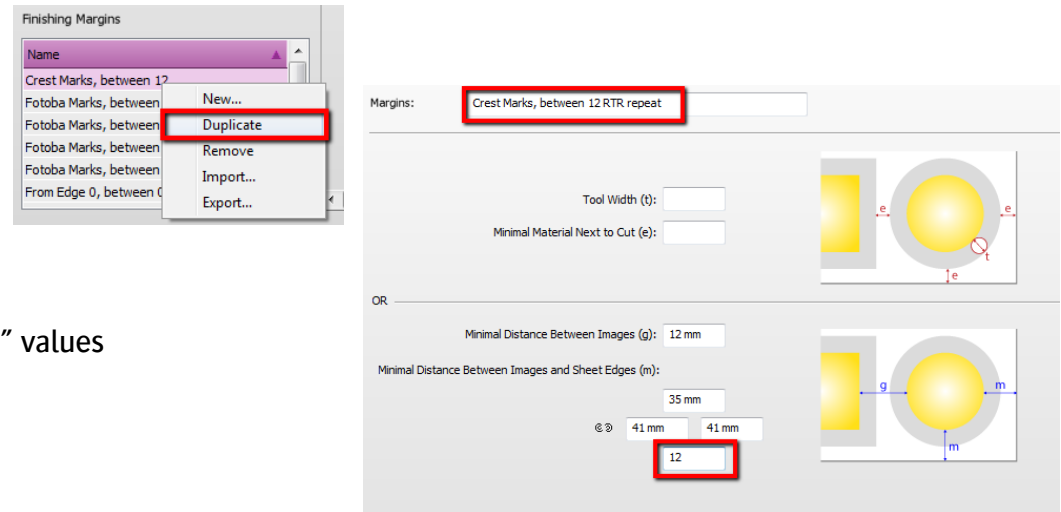 Finishing Margins
Name
Crest Marks, between 12
Fotoba Marks, between
Fotoba Marks, between
Fotoba Marks, between
Fotoba Marks, between
From Edge 0, between 0
New...
Duplicate
Remove
Import...
Export...
” values
Margins: Crest Marks, between 12 RTR repeat
Tool Width (t):
Minimal Material Next to Cut (e):
e e
t
e
OR
Minimal Distance Between Images (g): 12 mm
Minimal Distance Between Images and Sheet Edges (m):
35 mm
41 mm 41 mm
12
g m
m